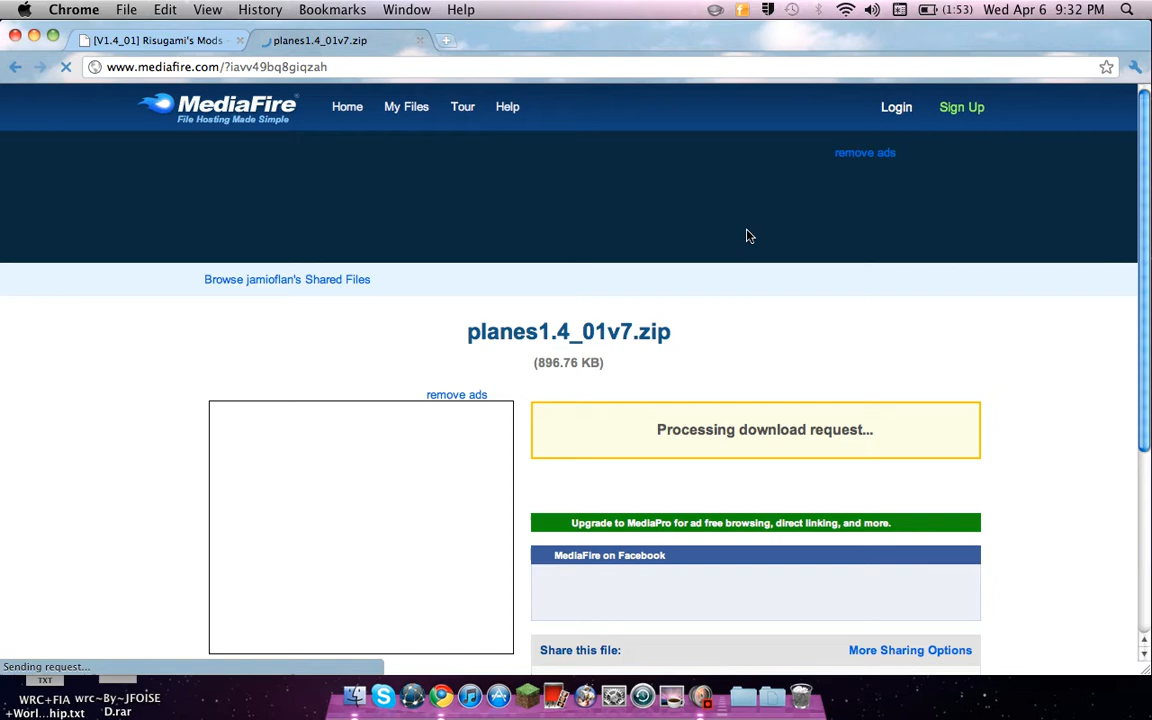 Chrome File Edit View History Bookmarks Window Help (1:53) Wed Apr 6 9:32 PM
[V1.4_01] Risugami's Mods - planes1.4_01v7.zip
www.mediafire.com/?iavv49bq8giqzah
MediaFire Home My Files Tour Help Login Sign Up
File Hosting Made Simple
remove ads
Browse jamioflan's Shared Files
planes1.4_01v7.zip
(896.76 KB)
remove ads
Processing download request...
Upgrade to MediaPro for ad free browsing, direct linking, and more.
MediaFire on Facebook
Share this file: More Sharing Options
Sending request...
TXT
WRC+FIA wrc~By~JFOİSE
+Worl...hip.txt D.rar